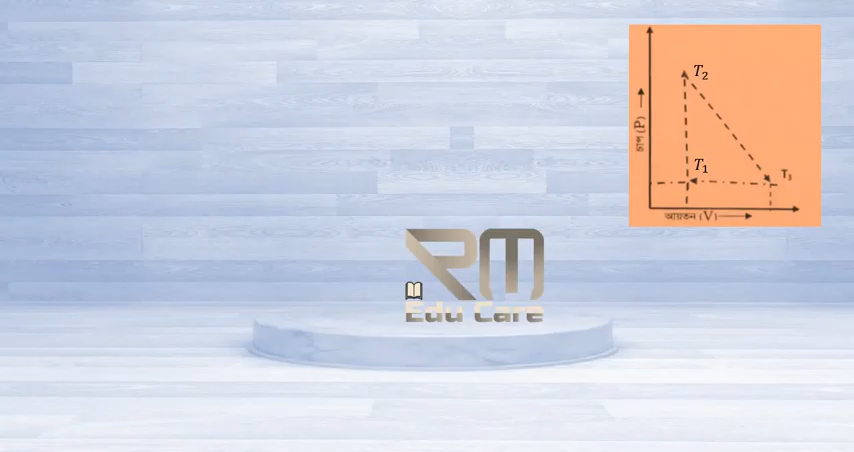 T₂
চাপ (P)
T₁
T₃
আয়তন (V)
RM
Edu Care